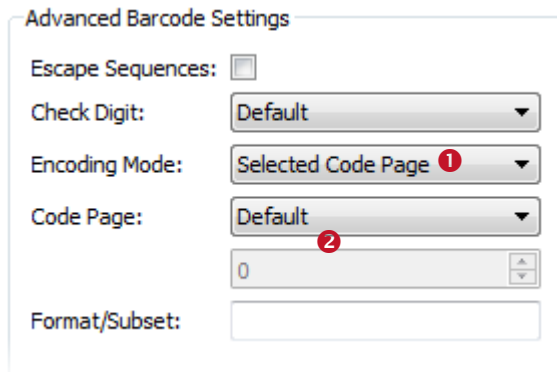 Advanced Barcode Settings
Escape Sequences:
Check Digit: Default
Encoding Mode: Selected Code Page 1
Code Page: Default
2
0
Format/Subset: